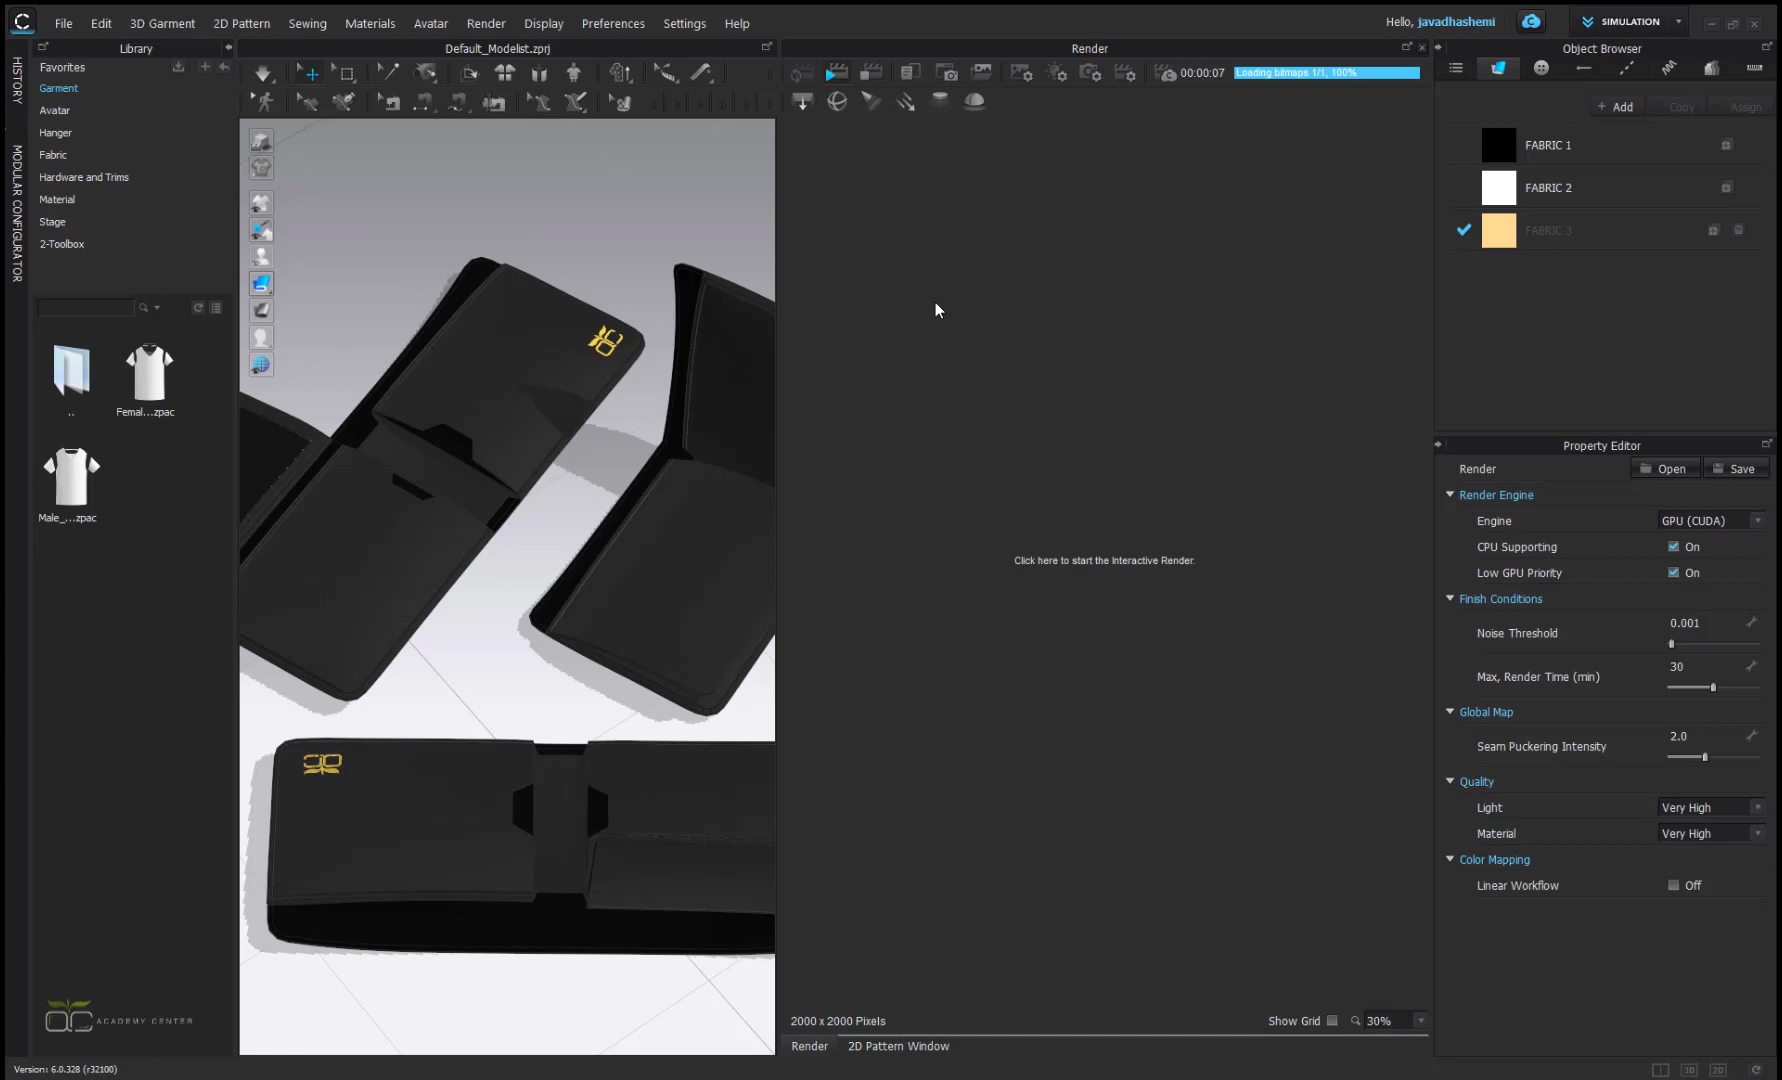 File Edit 3D Garment 2D Pattern Sewing Materials Avatar Render Display Preferences Settings Help
Hello, javadhashemi
SIMULATION
HISTORY
MODULAR CONFIGURATOR
Library
Favorites
Garment
Avatar
Hanger
Fabric
Hardware and Trims
Material
Stage
2-Toolbox
..
Femal...zpac
Male_...zpac
ACADEMY CENTER
Version: 6.0.328 (r32100)
Default_Modelist.zprj
Render
00:00:07
Loading bitmaps 1/1, 100%
Click here to start the Interactive Render.
2000 x 2000 Pixels
Show Grid
30%
Render 2D Pattern Window
Object Browser
+ Add Copy Assign
FABRIC 1
FABRIC 2
FABRIC 3
Property Editor
Render Open Save
Render Engine
Engine GPU (CUDA)
CPU Supporting On
Low GPU Priority On
Finish Conditions
Noise Threshold 0.001
Max, Render Time (min) 30
Global Map
Seam Puckering Intensity 2.0
Quality
Light Very High
Material Very High
Color Mapping
Linear Workflow Off
3D
2D